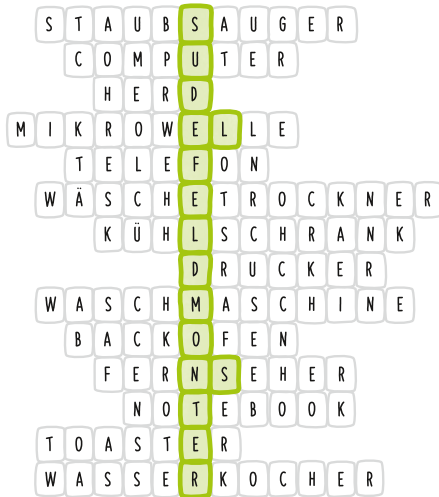 STAUBSAUGER
COMPUTER
HERD
MIKROWELLE
TELEFON
WÄSCHETROCKNER
KÜHLSCHRANK
DRUCKER
WASCHMASCHINE
BACKOFEN
FERNSEHER
NOTEBOOK
TOASTER
WASSERKOCHER